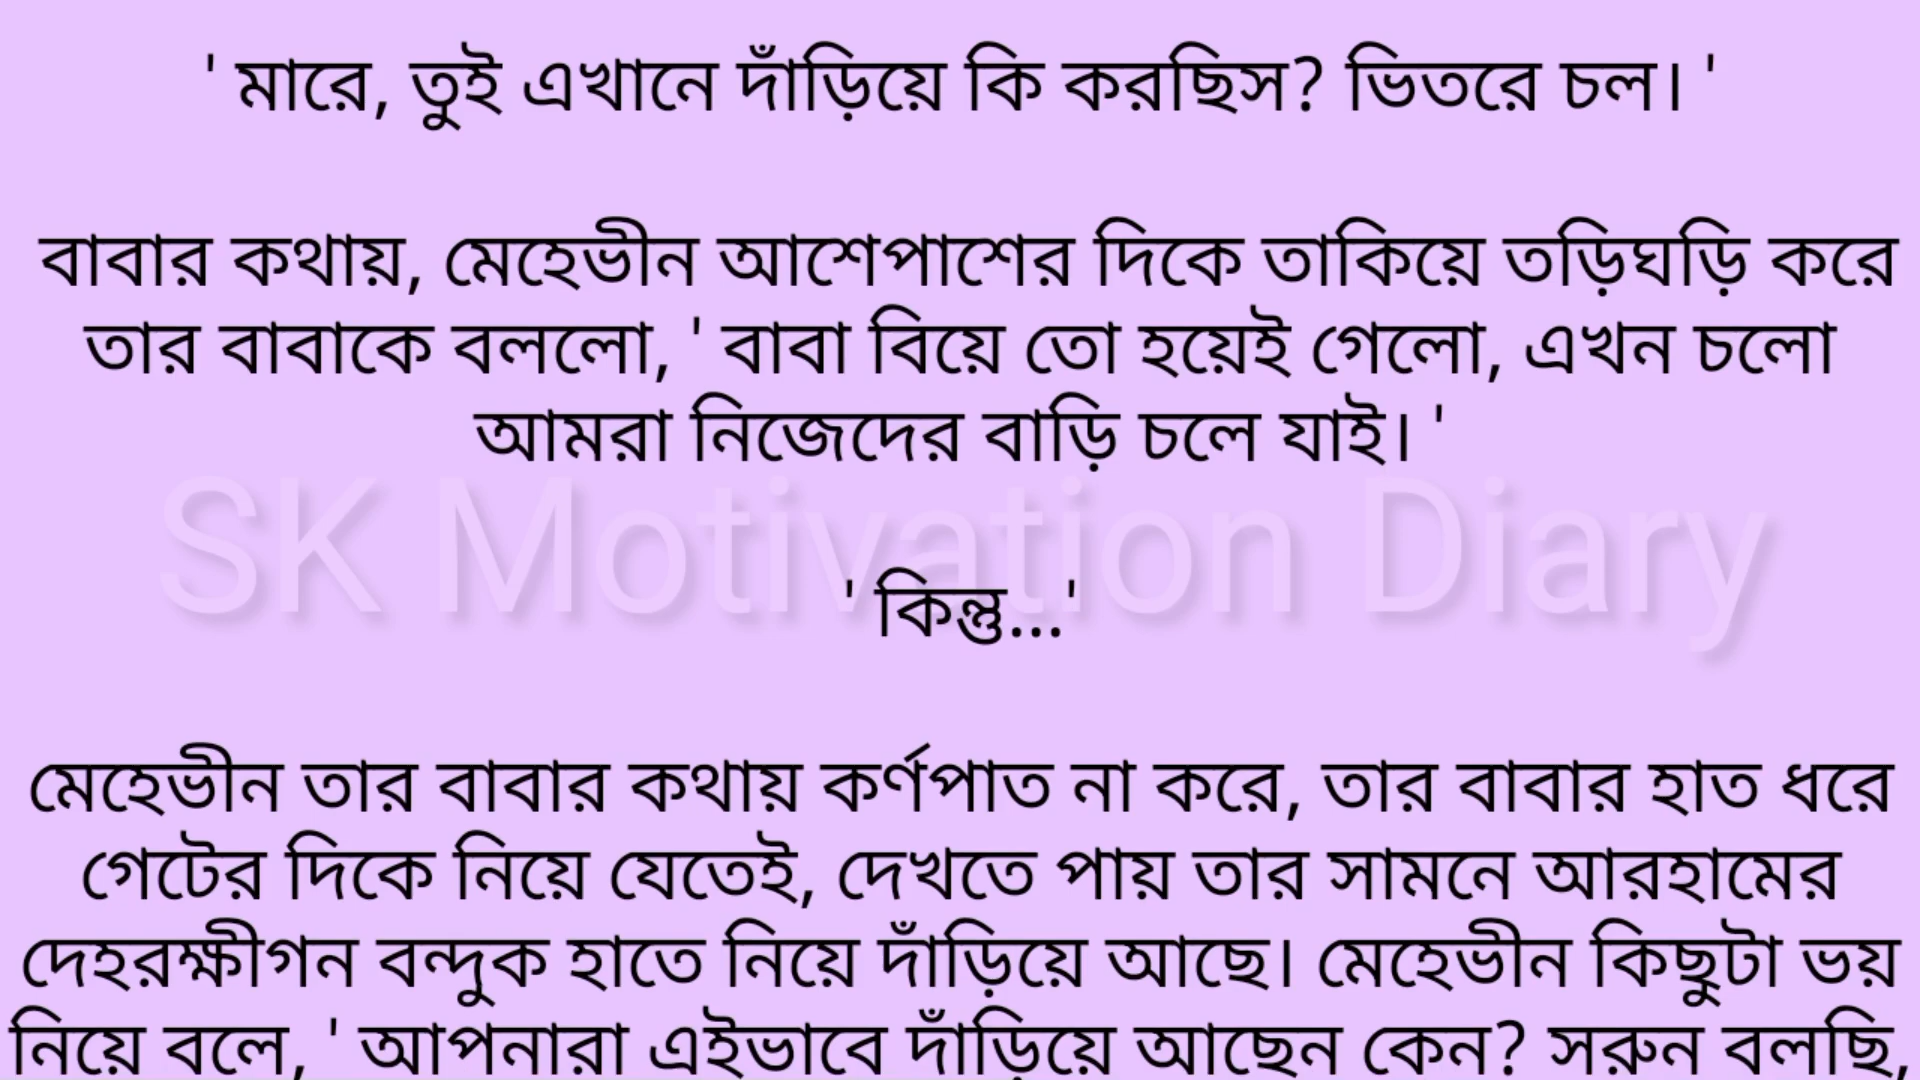 ' মারে, তুই এখানে দাঁড়িয়ে কি করছিস? ভিতরে চল। '
বাবার কথায়, মেহেভীন আশেপাশের দিকে তাকিয়ে তড়িঘড়ি করে
তার বাবাকে বললো, ' বাবা বিয়ে তো হয়েই গেলো, এখন চলো
আমরা নিজেদের বাড়ি চলে যাই। '
SK Motivation Diary
' কিন্তু...'
মেহেভীন তার বাবার কথায় কর্ণপাত না করে, তার বাবার হাত ধরে
গেটের দিকে নিয়ে যেতেই, দেখতে পায় তার সামনে আরহামের
দেহরক্ষীগন বন্দুক হাতে নিয়ে দাঁড়িয়ে আছে। মেহেভীন কিছুটা ভয়
নিয়ে বলে, ' আপনারা এইভাবে দাঁড়িয়ে আছেন কেন? সরুন বলছি,